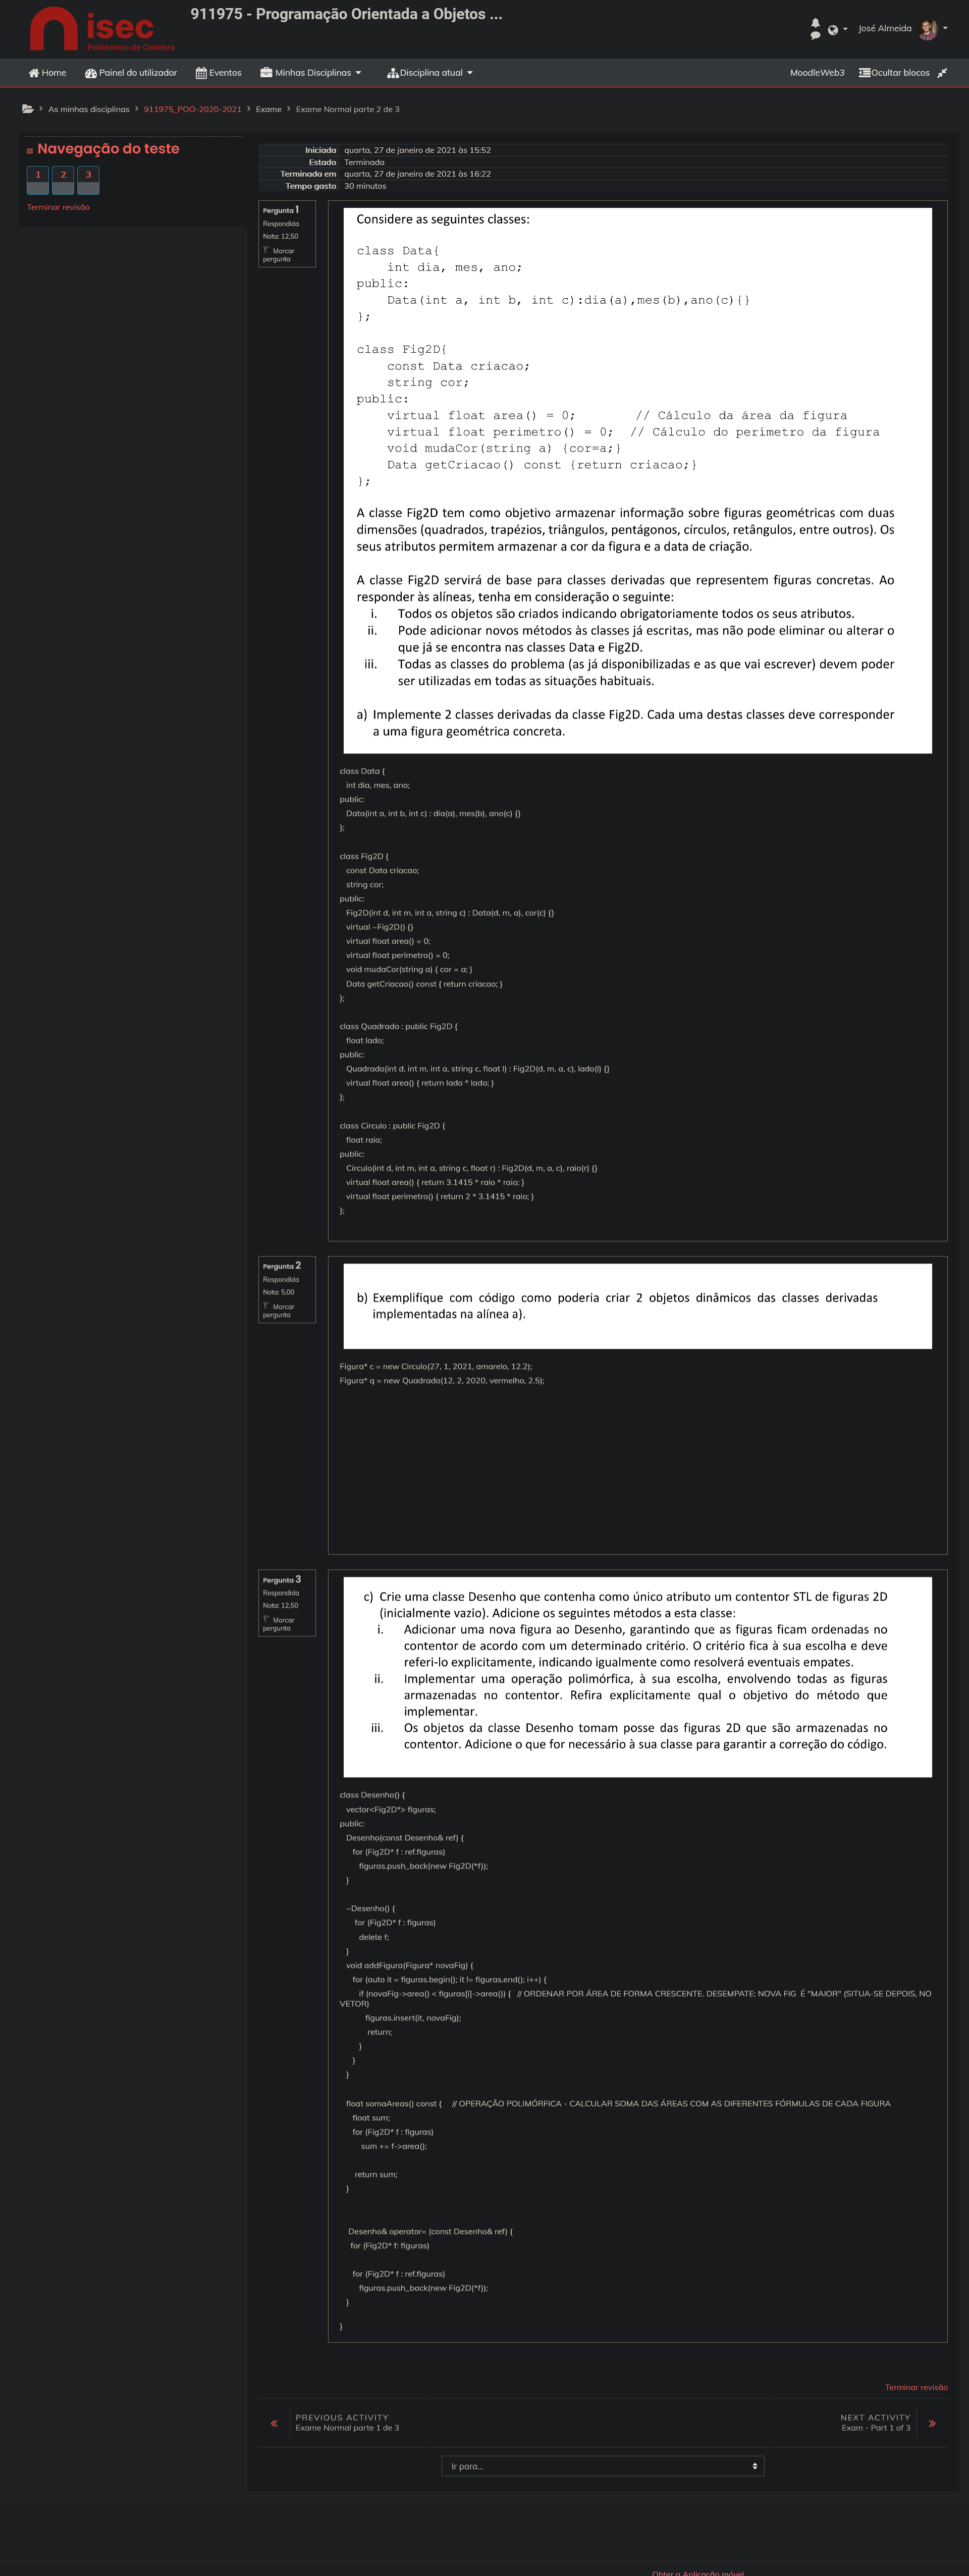 isec
Politécnico de Coimbra
911975 - Programação Orientada a Objetos ...
José Almeida
Home
Painel do utilizador
Eventos
Minhas Disciplinas
Disciplina atual
MoodleWeb3
Ocultar blocos
As minhas disciplinas > 911975_POO-2020-2021 > Exame > Exame Normal parte 2 de 3
Navegação do teste
1 2 3
Terminar revisão
Iniciada quarta, 27 de janeiro de 2021 às 15:52
Estado Terminada
Terminada em quarta, 27 de janeiro de 2021 às 16:22
Tempo gasto 30 minutos
Pergunta 1
Respondida
Nota: 12,50
Marcar
pergunta
Considere as seguintes classes:
class Data{
int dia, mes, ano;
public:
Data(int a, int b, int c):dia(a),mes(b),ano(c){}
};
class Fig2D{
const Data criacao;
string cor;
public:
virtual float area() = 0; // Cálculo da área da figura
virtual float perimetro() = 0; // Cálculo do perímetro da figura
void mudaCor(string a) {cor=a;}
Data getCriacao() const {return criacao;}
};
A classe Fig2D tem como objetivo armazenar informação sobre figuras geométricas com duas
dimensões (quadrados, trapézios, triângulos, pentágonos, círculos, retângulos, entre outros). Os
seus atributos permitem armazenar a cor da figura e a data de criação.
A classe Fig2D servirá de base para classes derivadas que representem figuras concretas. Ao
responder às alíneas, tenha em consideração o seguinte:
i. Todos os objetos são criados indicando obrigatoriamente todos os seus atributos.
ii. Pode adicionar novos métodos às classes já escritas, mas não pode eliminar ou alterar o
que já se encontra nas classes Data e Fig2D.
iii. Todas as classes do problema (as já disponibilizadas e as que vai escrever) devem poder
ser utilizadas em todas as situações habituais.
a) Implemente 2 classes derivadas da classe Fig2D. Cada uma destas classes deve corresponder
a uma figura geométrica concreta.
class Data {
int dia, mes, ano;
public:
Data(int a, int b, int c) : dia(a), mes(b), ano(c) {}
};
class Fig2D {
const Data criacao;
string cor;
public:
Fig2D(int d, int m, int a, string c) : Data(d, m, a), cor(c) {}
virtual ~Fig2D() {}
virtual float area() = 0;
virtual float perimetro() = 0;
void mudaCor(string a) { cor = a; }
Data getCriacao() const { return criacao; }
};
class Quadrado : public Fig2D {
float lado;
public:
Quadrado(int d, int m, int a, string c, float l) : Fig2D(d, m, a, c), lado(l) {}
virtual float area() { return lado * lado; }
};
class Circulo : public Fig2D {
float raio;
public:
Circulo(int d, int m, int a, string c, float r) : Fig2D(d, m, a, c), raio(r) {}
virtual float area() { return 3.1415 * raio * raio; }
virtual float perimetro() { return 2 * 3.1415 * raio; }
};
Pergunta 2
Respondida
Nota: 5,00
Marcar
pergunta
b) Exemplifique com código como poderia criar 2 objetos dinâmicos das classes derivadas
implementadas na alínea a).
Figura* c = new Circulo(27, 1, 2021, amarelo, 12.2);
Figura* q = new Quadrado(12, 2, 2020, vermelho, 2.5);
Pergunta 3
Respondida
Nota: 12,50
Marcar
pergunta
c) Crie uma classe Desenho que contenha como único atributo um contentor STL de figuras 2D
(inicialmente vazio). Adicione os seguintes métodos a esta classe:
i. Adicionar uma nova figura ao Desenho, garantindo que as figuras ficam ordenadas no
contentor de acordo com um determinado critério. O critério fica à sua escolha e deve
referi-lo explicitamente, indicando igualmente como resolverá eventuais empates.
ii. Implementar uma operação polimórfica, à sua escolha, envolvendo todas as figuras
armazenadas no contentor. Refira explicitamente qual o objetivo do método que
implementar.
iii. Os objetos da classe Desenho tomam posse das figuras 2D que são armazenadas no
contentor. Adicione o que for necessário à sua classe para garantir a correção do código.
class Desenho() {
vector<Fig2D*> figuras;
public:
Desenho(const Desenho& ref) {
for (Fig2D* f : ref.figuras)
figuras.push_back(new Fig2D(*f));
}
~Desenho() {
for (Fig2D* f : figuras)
delete f;
}
void addFigura(Figura* novaFig) {
for (auto it = figuras.begin(); it != figuras.end(); i++) {
if (novaFig->area() < figuras[i]->area()) { // ORDENAR POR ÁREA DE FORMA CRESCENTE. DESEMPATE: NOVA FIG É "MAIOR" (SITUA-SE DEPOIS, NO
VETOR)
figuras.insert(it, novaFig);
return;
}
}
}
float somaAreas() const { // OPERAÇÃO POLIMÓRFICA - CALCULAR SOMA DAS ÁREAS COM AS DIFERENTES FÓRMULAS DE CADA FIGURA
float sum;
for (Fig2D* f : figuras)
sum += f->area();
return sum;
}
Desenho& operator= (const Desenho& ref) {
for (Fig2D* f: figuras)
for (Fig2D* f : ref.figuras)
figuras.push_back(new Fig2D(*f));
}
}
Terminar revisão
PREVIOUS ACTIVITY
Exame Normal parte 1 de 3
NEXT ACTIVITY
Exam - Part 1 of 3
Ir para...
Obter a Aplicação móvel